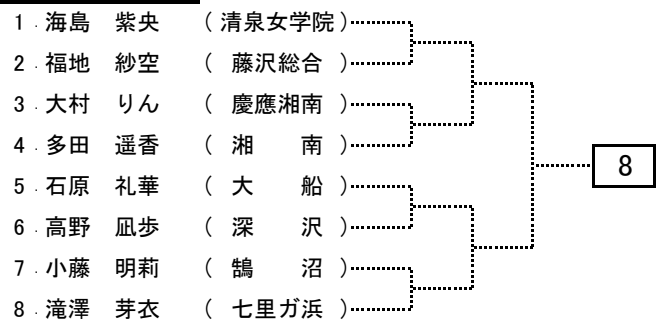 1 . 海島 紫央 ( 清泉女学院 )
2 . 福地 紗空 ( 藤沢総合 )
3 . 大村 りん ( 慶應湘南 )
4 . 多田 遥香 ( 湘 南 )
5 . 石原 礼華 ( 大 船 )
6 . 高野 凪歩 ( 深 沢 )
7 . 小藤 明莉 ( 鵠 沼 )
8 . 滝澤 芽衣 ( 七里ガ浜 )
8